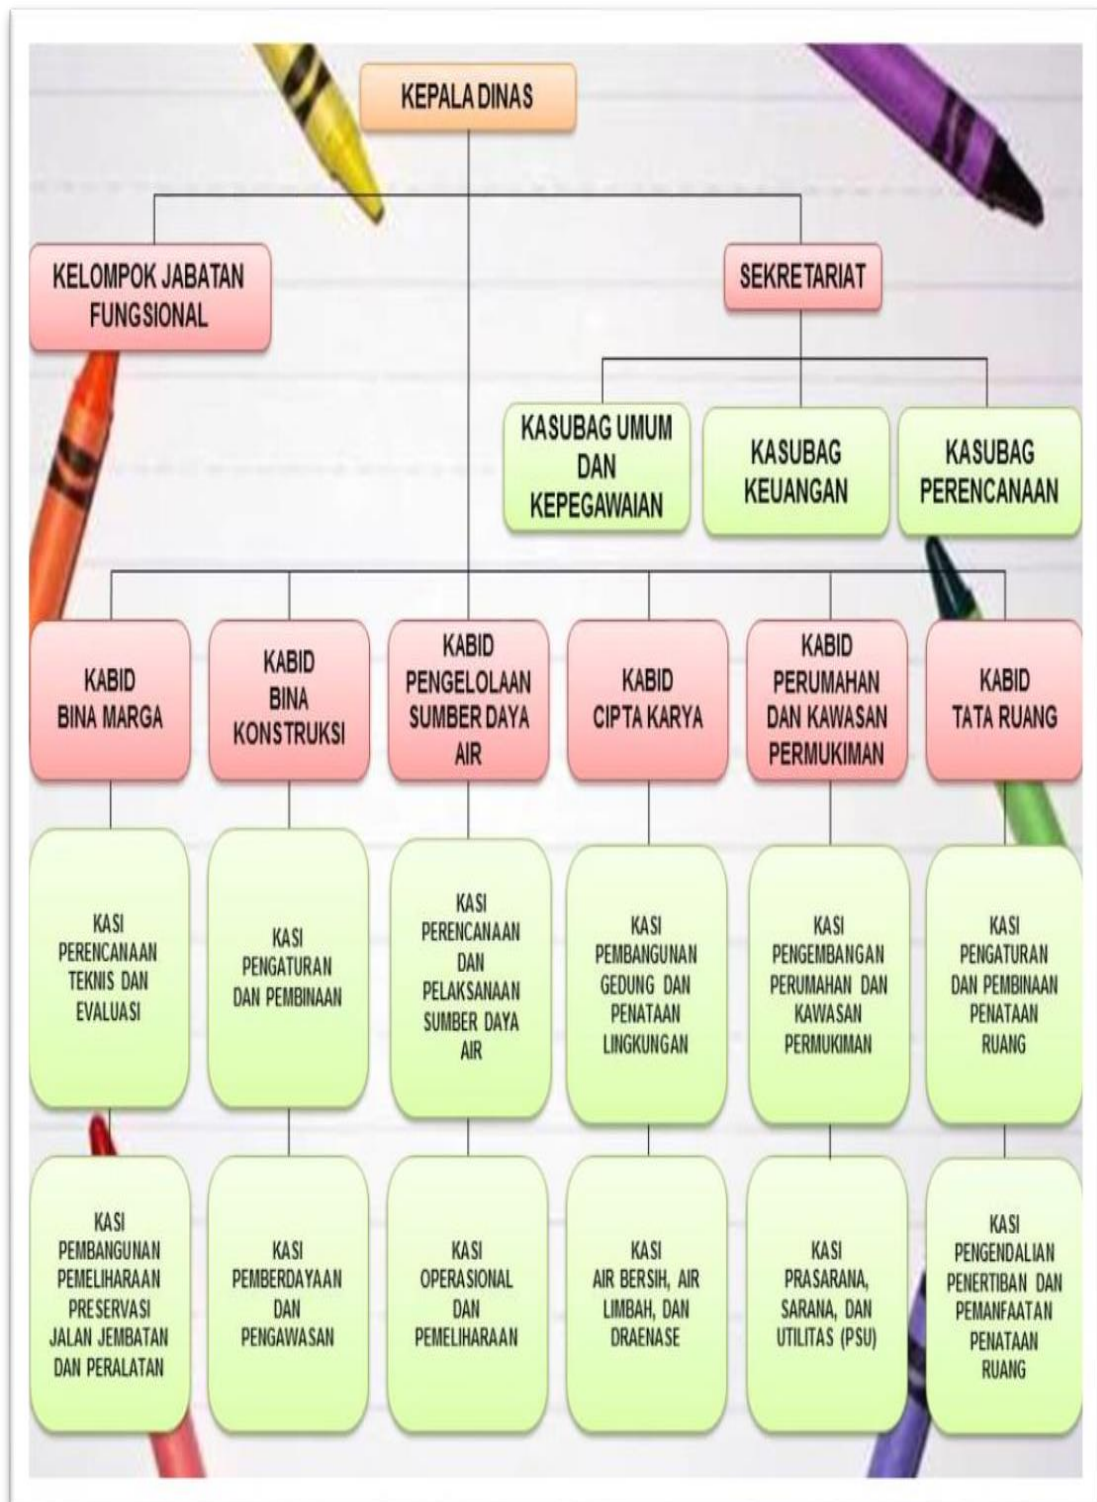 KEPALA DINAS
KELOMPOK JABATAN
FUNGSIONAL
SEKRETARIAT
KASUBAG UMUM
DAN
KEPEGAWAIAN
KASUBAG
KEUANGAN
KASUBAG
PERENCANAAN
KABID
BINA MARGA
KABID
BINA
KONSTRUKSI
KABID
PENGELOLAAN
SUMBER DAYA
AIR
KABID
CIPTA KARYA
KABID
PERUMAHAN
DAN KAWASAN
PERMUKIMAN
KABID
TATA RUANG
KASI
PERENCANAAN
TEKNIS DAN
EVALUASI
KASI
PENGATURAN
DAN PEMBINAAN
KASI
PERENCANAAN
DAN
PELAKSANAAN
SUMBER DAYA
AIR
KASI
PEMBANGUNAN
GEDUNG DAN
PENATAAN
LINGKUNGAN
KASI
PENGEMBANGAN
PERUMAHAN DAN
KAWASAN
PERMUKIMAN
KASI
PENGATURAN
DAN PEMBINAAN
PENATAAN
RUANG
KASI
PEMBANGUNAN
PEMELIHARAAN
PRESERVASI
JALAN JEMBATAN
DAN PERALATAN
KASI
PEMBERDAYAAN
DAN
PENGAWASAN
KASI
OPERASIONAL
DAN
PEMELIHARAAN
KASI
AIR BERSIH, AIR
LIMBAH, DAN
DRAENASE
KASI
PRASARANA,
SARANA, DAN
UTILITAS (PSU)
KASI
PENGENDALIAN
PENERTIBAN DAN
PEMANFAATAN
PENATAAN
RUANG